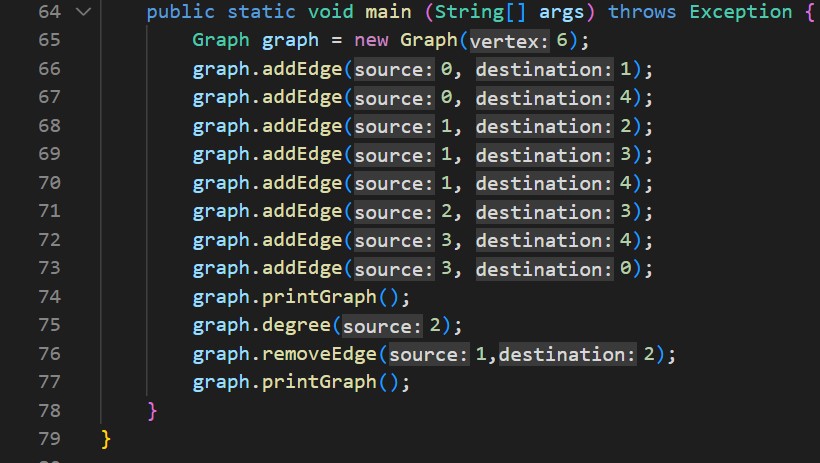 64 public static void main (String[] args) throws Exception {
65 Graph graph = new Graph(vertex: 6);
66 graph.addEdge(source: 0, destination: 1);
67 graph.addEdge(source: 0, destination: 4);
68 graph.addEdge(source: 1, destination: 2);
69 graph.addEdge(source: 1, destination: 3);
70 graph.addEdge(source: 1, destination: 4);
71 graph.addEdge(source: 2, destination: 3);
72 graph.addEdge(source: 3, destination: 4);
73 graph.addEdge(source: 3, destination: 0);
74 graph.printGraph();
75 graph.degree(source: 2);
76 graph.removeEdge(source: 1,destination: 2);
77 graph.printGraph();
78 }
79 }